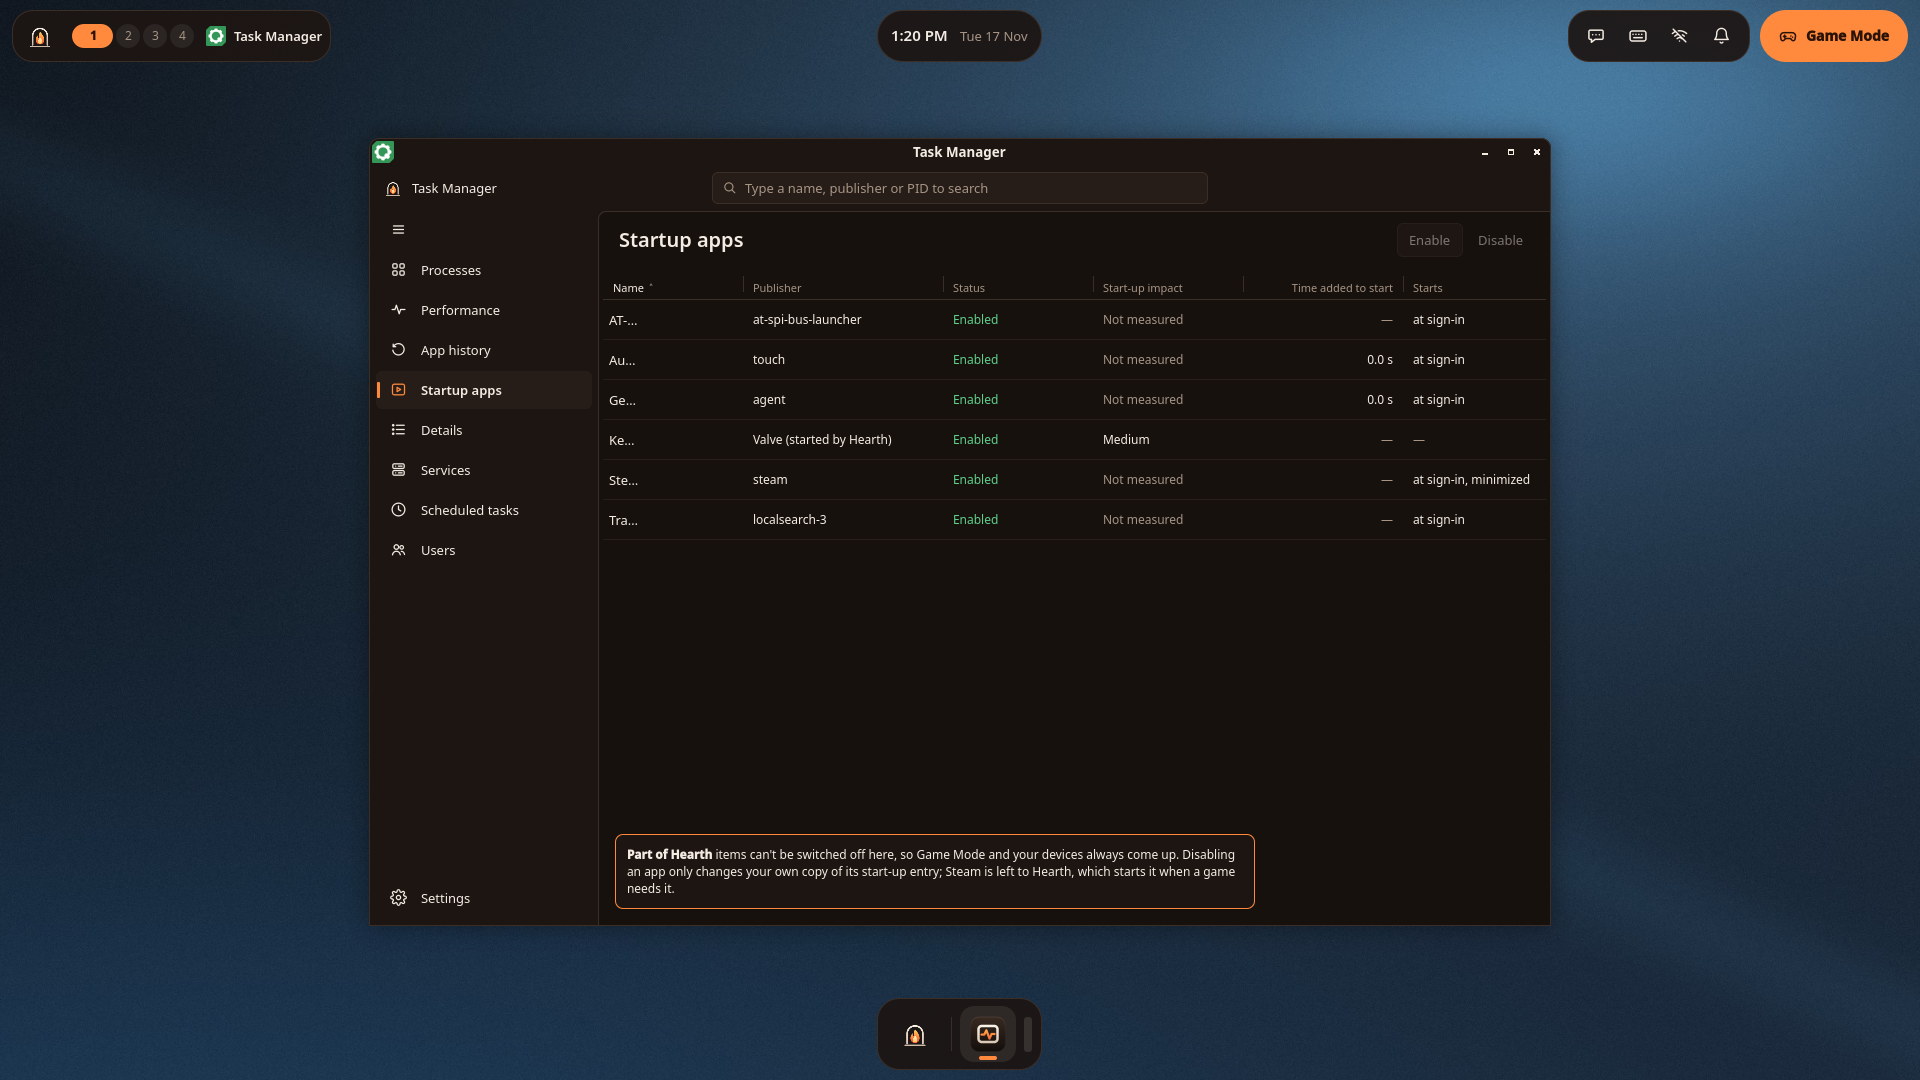 1 2 3 4 Task Manager
1:20 PM Tue 17 Nov
Game Mode
Task Manager
Task Manager
Type a name, publisher or PID to search
Processes
Performance
App history
Startup apps
Details
Services
Scheduled tasks
Users
Settings
Startup apps
Enable Disable
Name Publisher Status Start-up impact Time added to start Starts
AT-... at-spi-bus-launcher Enabled Not measured — at sign-in
Au... touch Enabled Not measured 0.0 s at sign-in
Ge... agent Enabled Not measured 0.0 s at sign-in
Ke... Valve (started by Hearth) Enabled Medium — —
Ste... steam Enabled Not measured — at sign-in, minimized
Tra... localsearch-3 Enabled Not measured — at sign-in
Part of Hearth items can't be switched off here, so Game Mode and your devices always come up. Disabling
an app only changes your own copy of its start-up entry; Steam is left to Hearth, which starts it when a game
needs it.